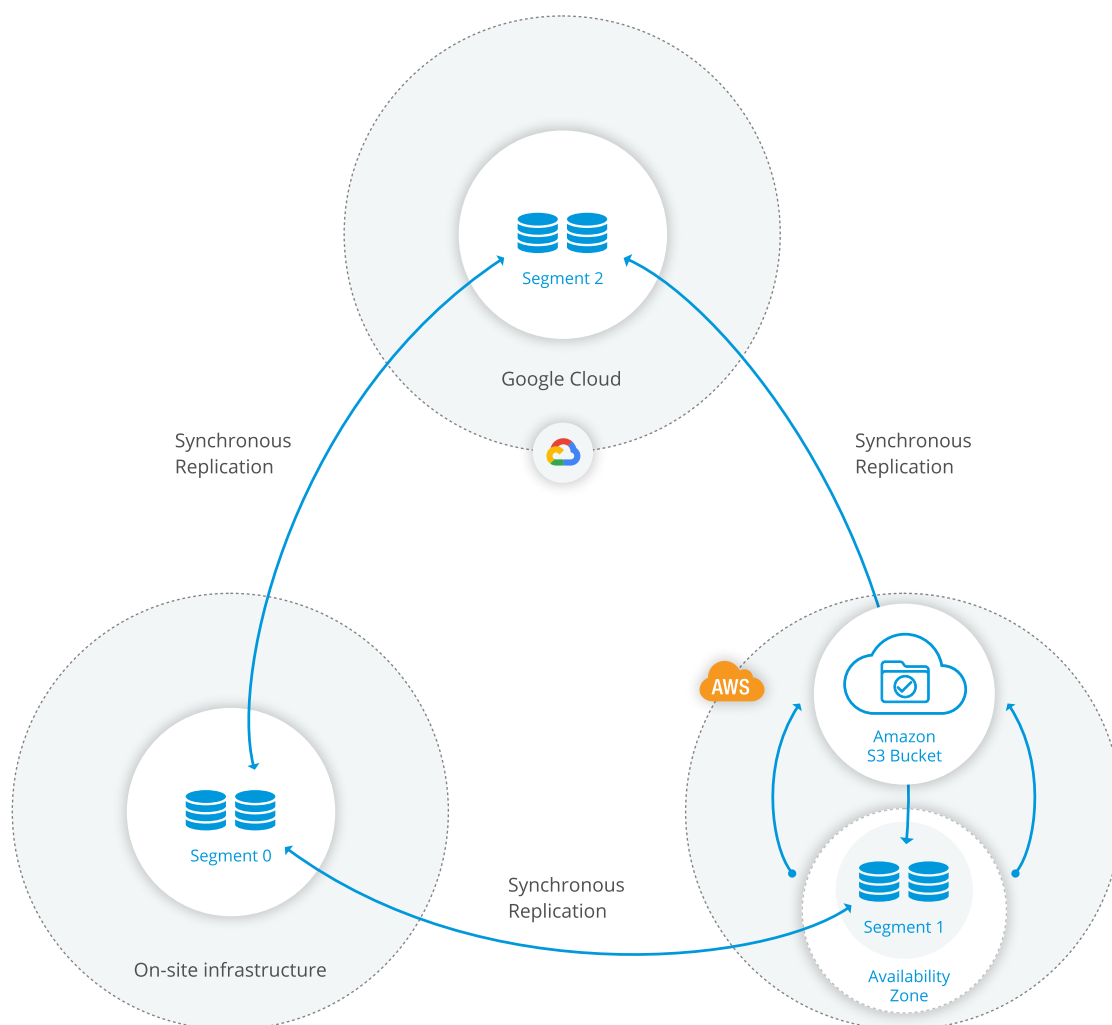 Segment 2
Google Cloud
Synchronous
Replication
Synchronous
Replication
AWS
Amazon
S3 Bucket
Segment 0
Synchronous
Replication
Segment 1
On-site infrastructure
Availability
Zone